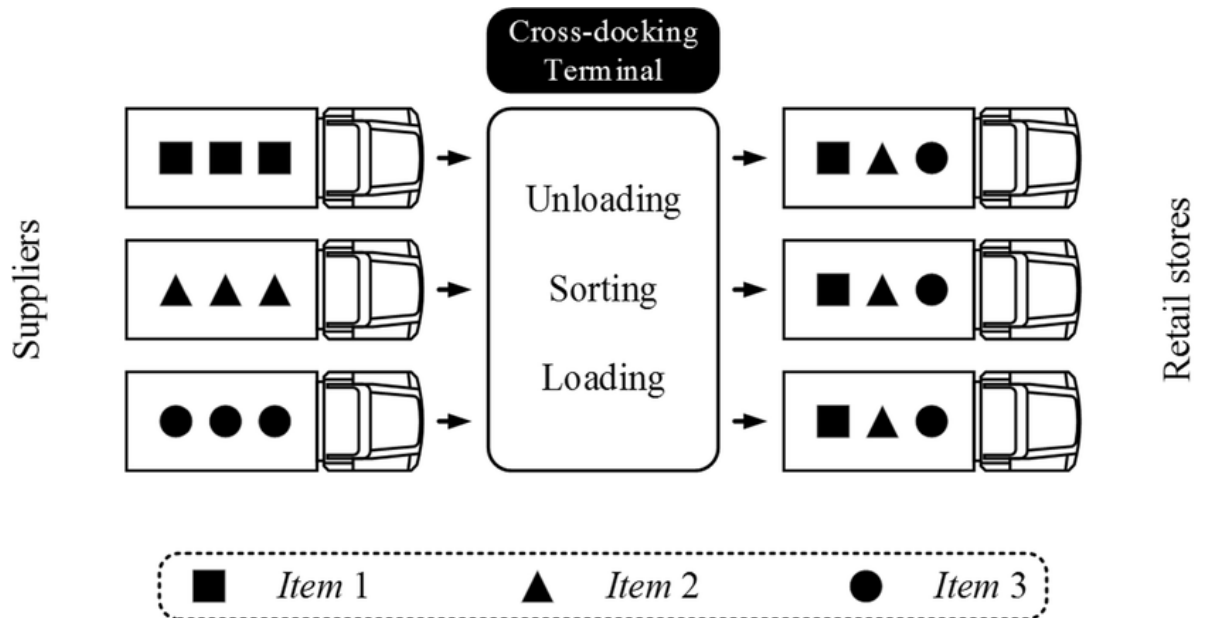 Cross-docking
Terminal
Suppliers
Unloading
Sorting
Loading
Retail stores
Item 1
Item 2
Item 3